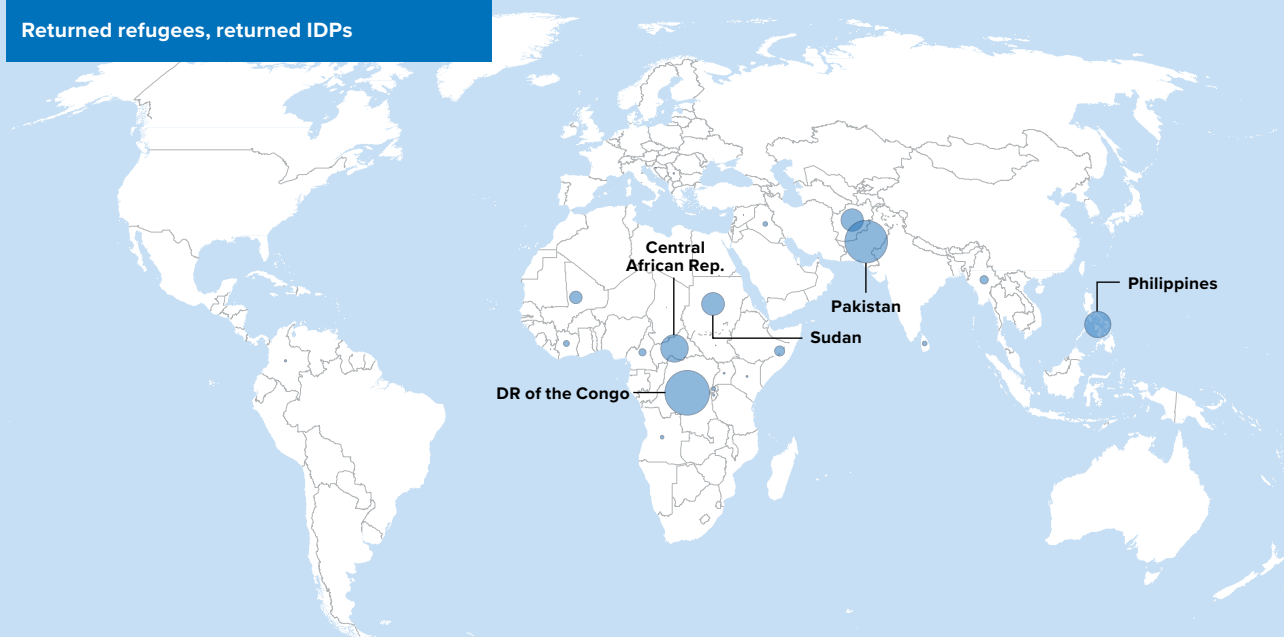 Returned refugees, returned IDPs
Central
African Rep.
Philippines
Pakistan
Sudan
DR of the Congo